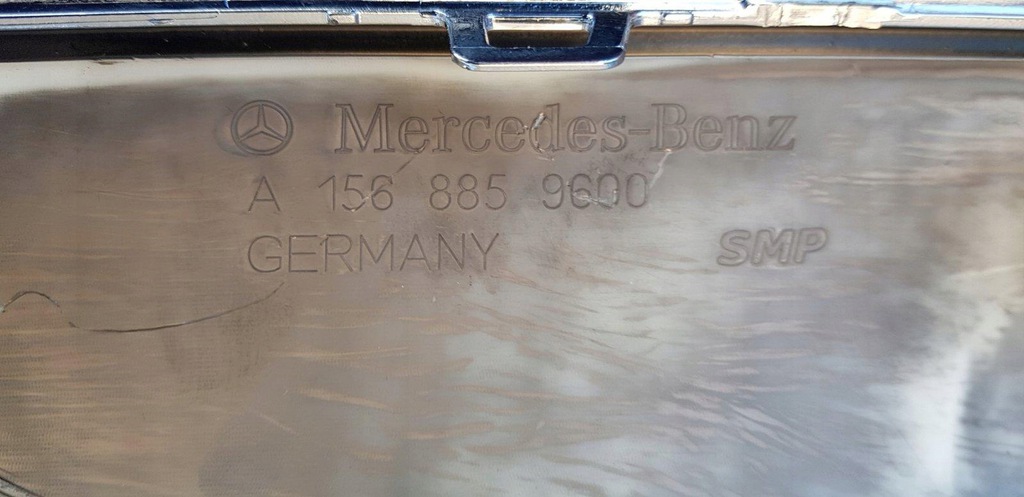 Mercedes-Benz
A 156 885 9600
GERMANY
SMP